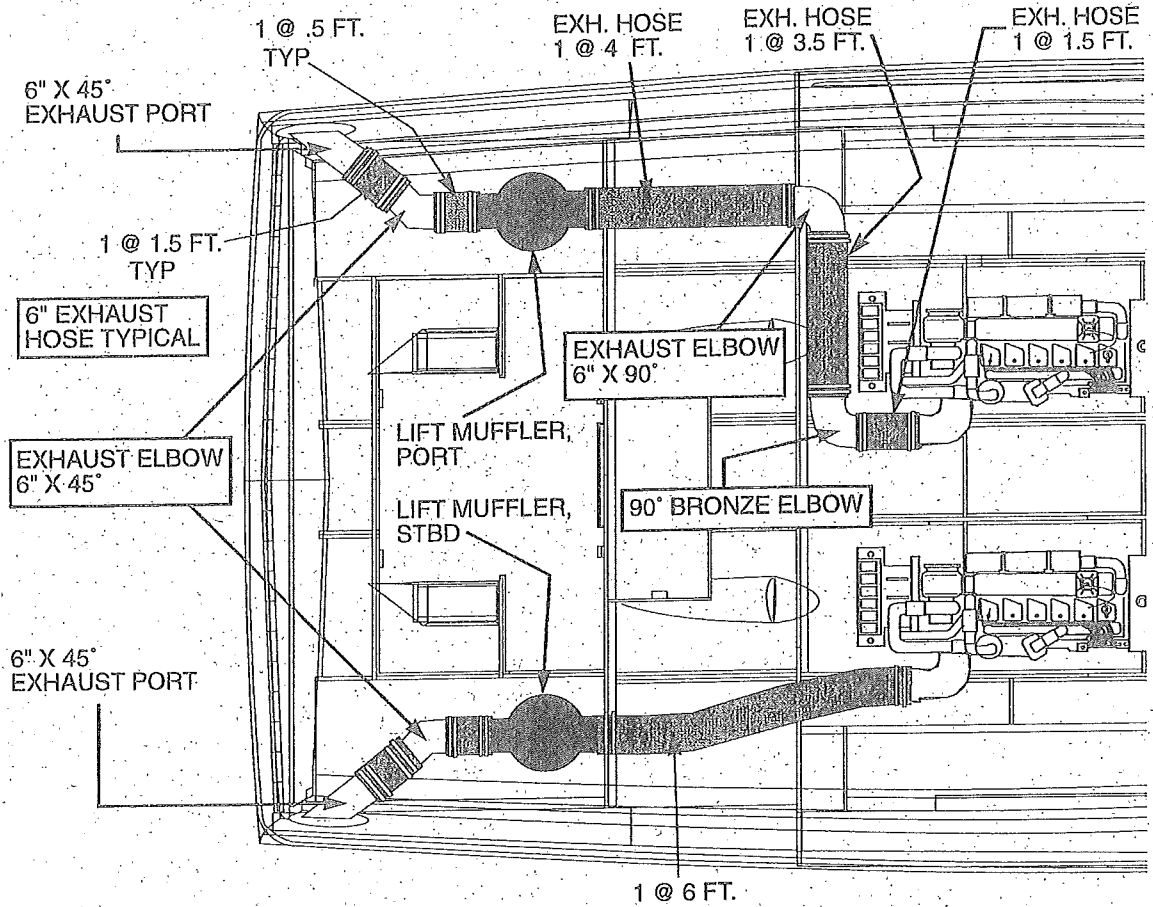 1 @ .5 FT.
TYP
EXH. HOSE
1 @ 4 FT.
EXH. HOSE
1 @ 3.5 FT.
EXH. HOSE
1 @ 1.5 FT.
6" X 45°
EXHAUST PORT
1 @ 1.5 FT.
TYP
6" EXHAUST
HOSE TYPICAL
EXHAUST ELBOW
6" X 90°
EXHAUST ELBOW
6" X 45°
LIFT MUFFLER,
PORT
LIFT MUFFLER,
STBD
90° BRONZE ELBOW
6" X 45°
EXHAUST PORT
1 @ 6 FT.